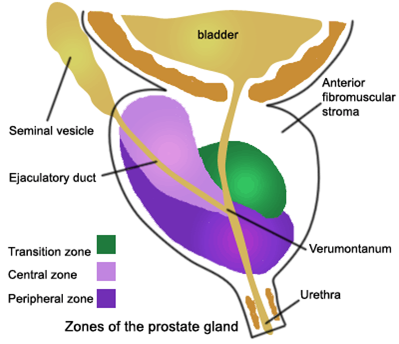 bladder
Anterior
fibromuscular
stroma
Seminal vesicle
Ejaculatory duct
Transition zone
Central zone
Peripheral zone
Verumontanum
Urethra
Zones of the prostate gland